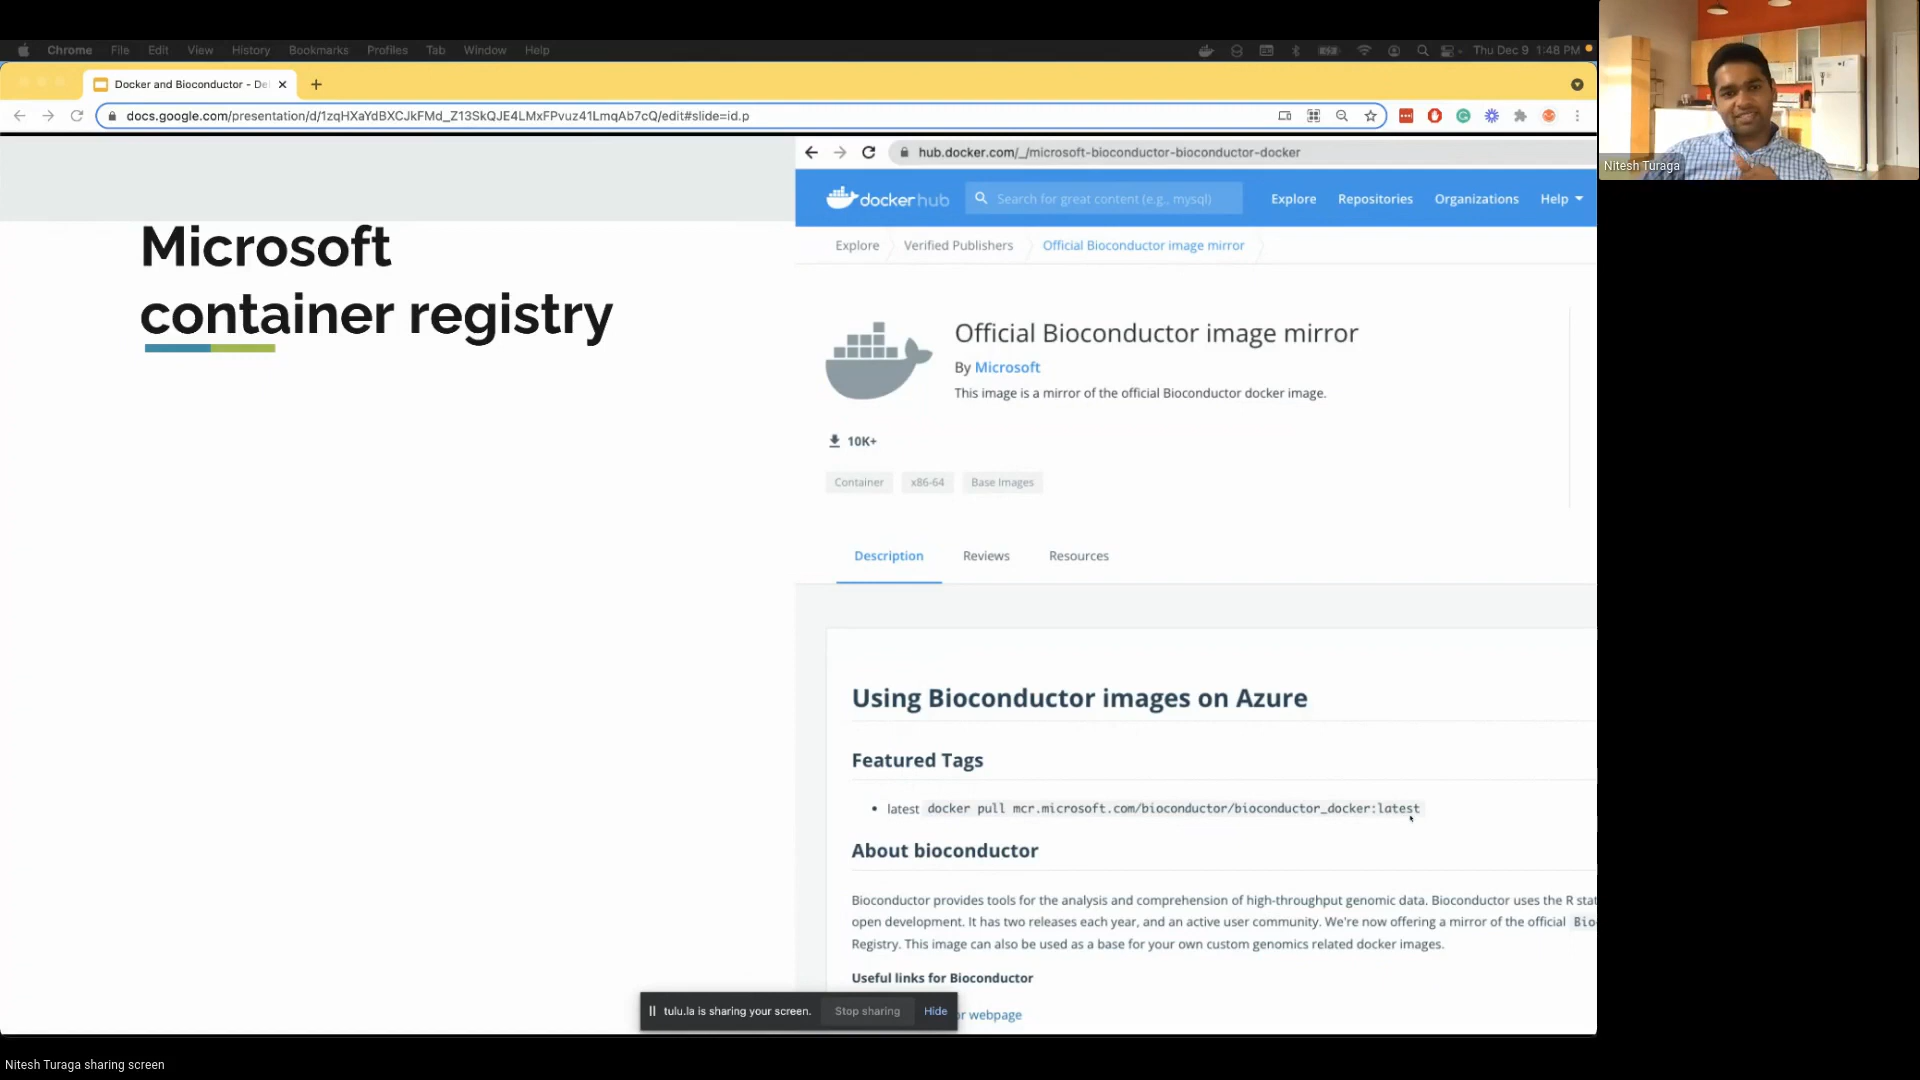 Chrome File Edit View History Bookmarks Profiles Tab Window Help
Thu Dec 9 1:48 PM
Docker and Bioconductor - De
docs.google.com/presentation/d/1zqHXaYdBXCJkFMd_Z13SkQJE4LMxFPvuz41LmqAb7cQ/edit#slide=id.p
Nitesh Turaga
Microsoft
container registry
hub.docker.com/_/microsoft-bioconductor-bioconductor-docker
docker hub
Search for great content (e.g., mysql)
Explore Repositories Organizations Help
Explore Verified Publishers Official Bioconductor image mirror
Official Bioconductor image mirror
By Microsoft
This image is a mirror of the official Bioconductor docker image.
10K+
Container x86-64 Base Images
Description Reviews Resources
Using Bioconductor images on Azure
Featured Tags
• latest docker pull mcr.microsoft.com/bioconductor/bioconductor_docker:latest
About bioconductor
Bioconductor provides tools for the analysis and comprehension of high-throughput genomic data. Bioconductor uses the R stat
open development. It has two releases each year, and an active user community. We're now offering a mirror of the official Bio
Registry. This image can also be used as a base for your own custom genomics related docker images.
Useful links for Bioconductor
or webpage
tulu.la is sharing your screen. Stop sharing Hide
Nitesh Turaga sharing screen